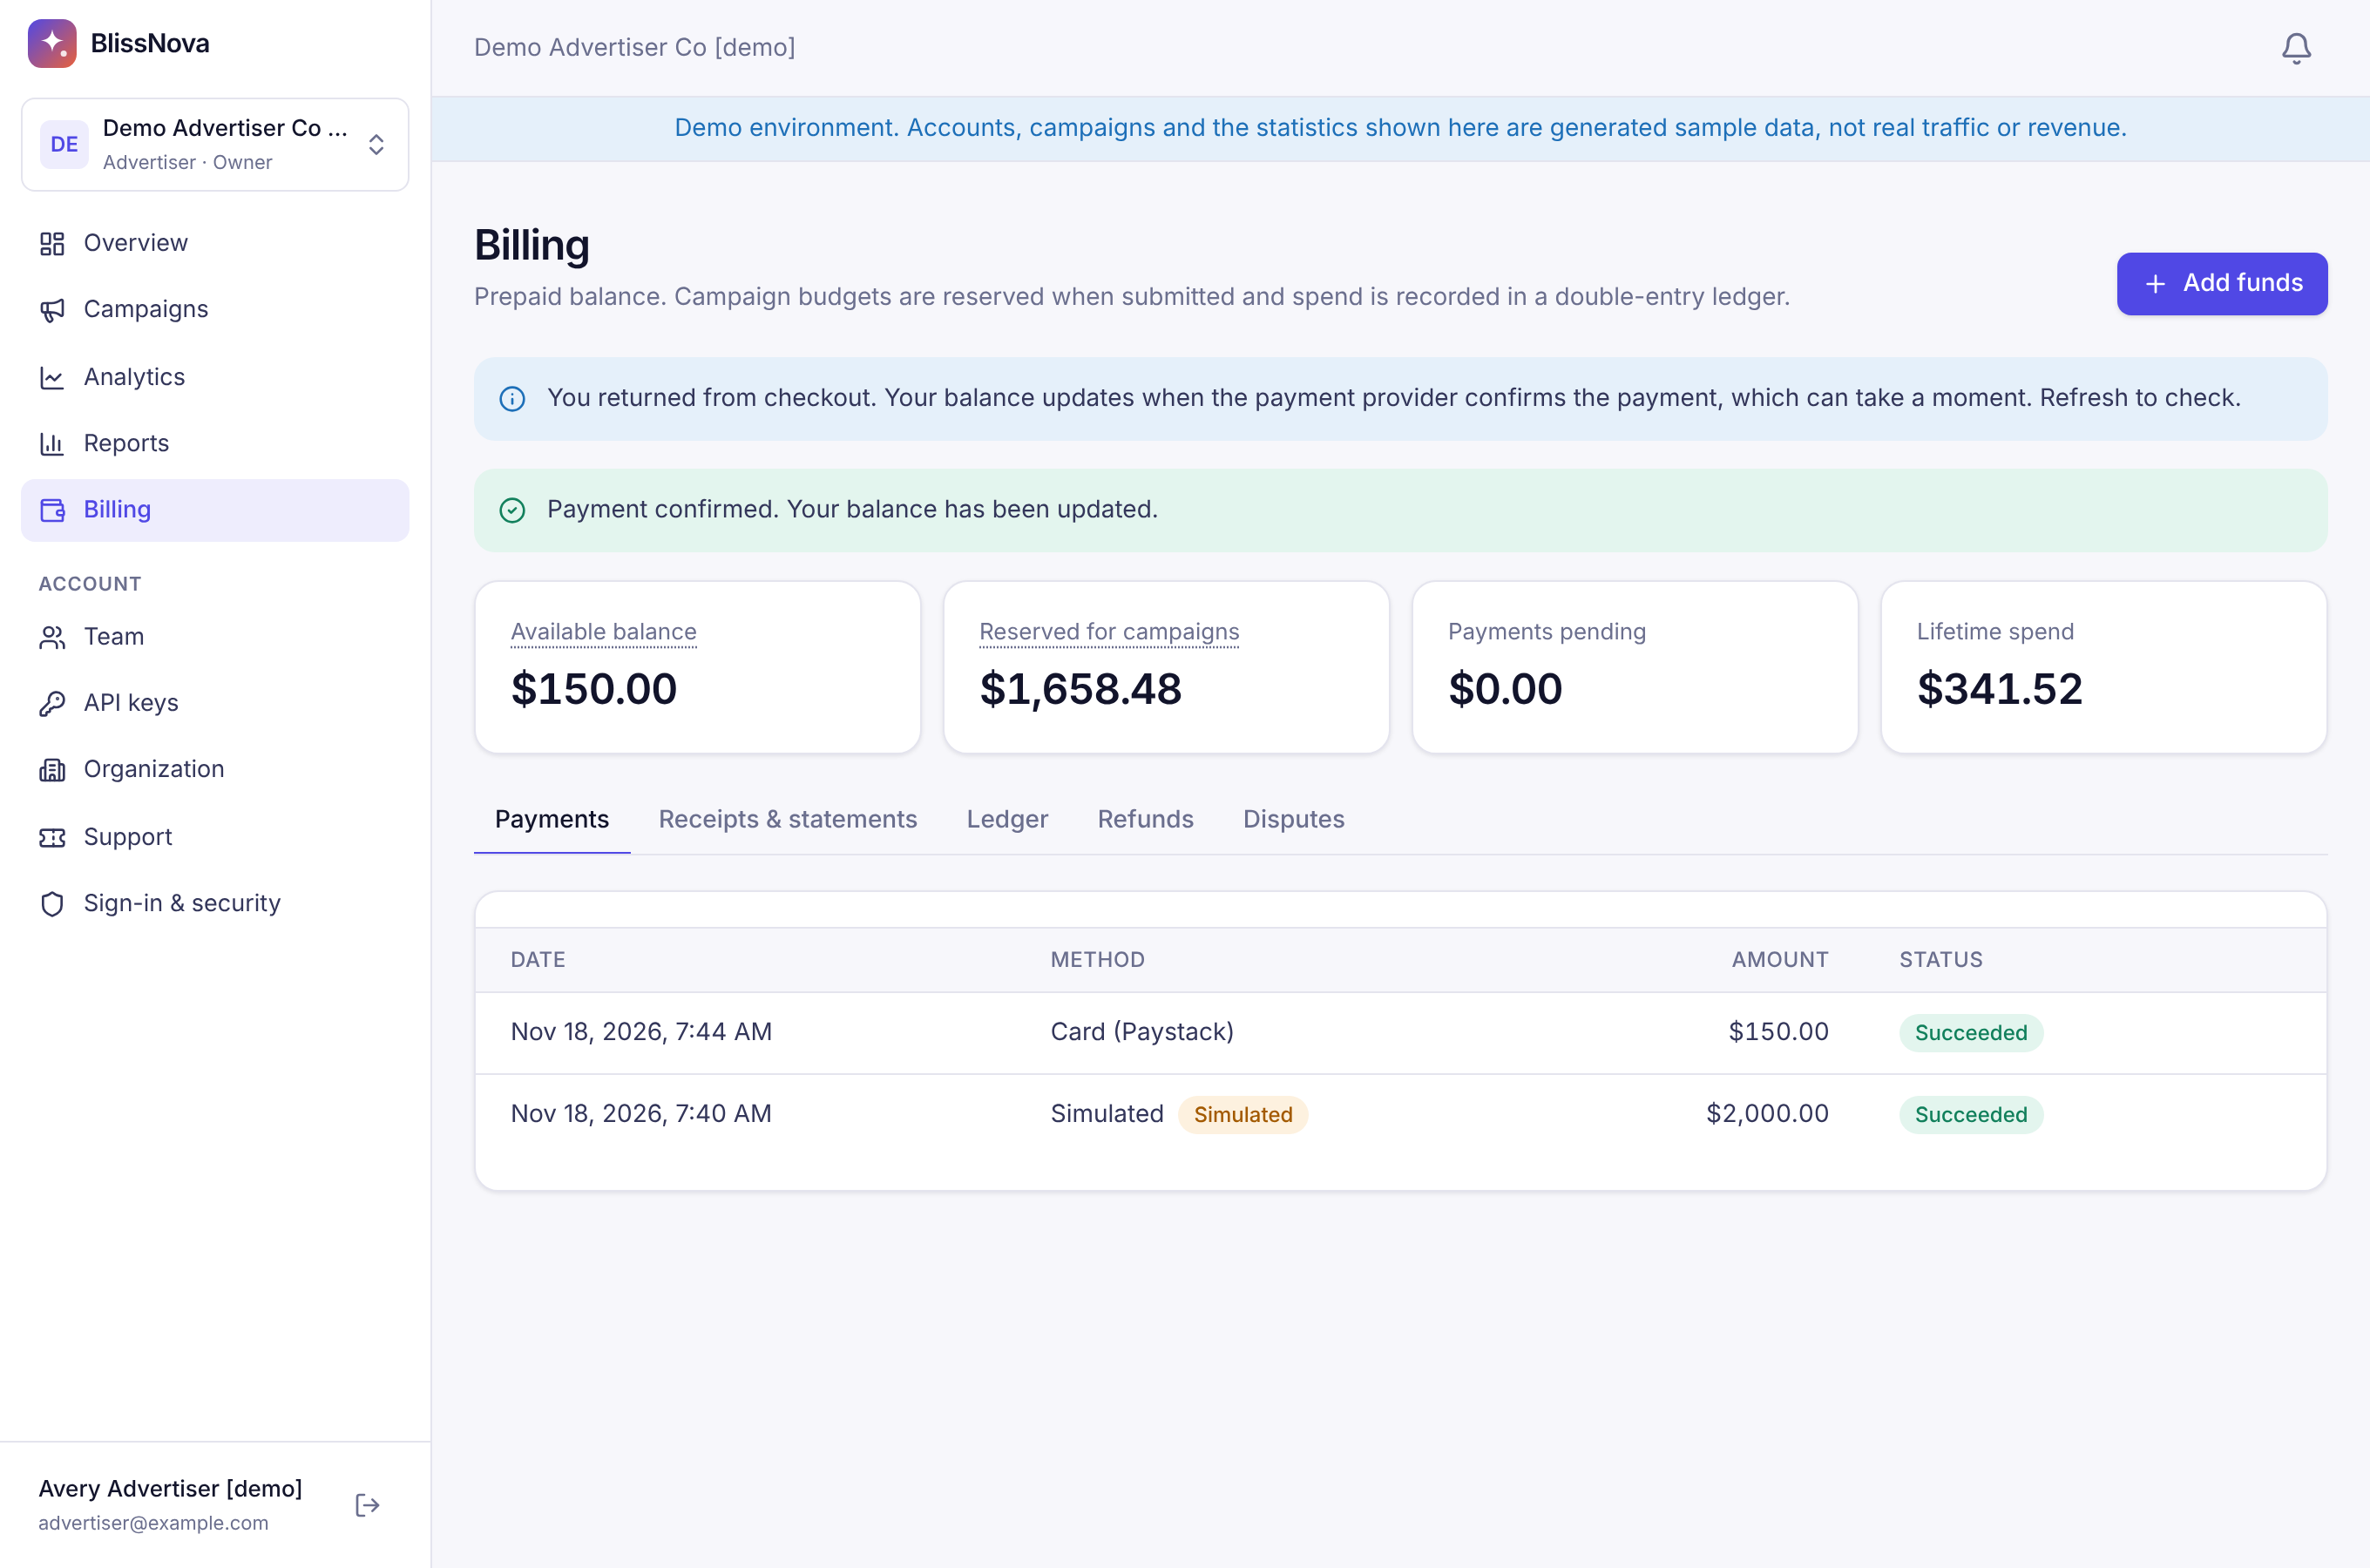 BlissNova
DE
Demo Advertiser Co ...
Advertiser · Owner
Overview
Campaigns
Analytics
Reports
Billing
ACCOUNT
Team
API keys
Organization
Support
Sign-in & security
Avery Advertiser [demo]
advertiser@example.com
Demo Advertiser Co [demo]
Demo environment. Accounts, campaigns and the statistics shown here are generated sample data, not real traffic or revenue.
Billing
Prepaid balance. Campaign budgets are reserved when submitted and spend is recorded in a double-entry ledger.
Add funds
You returned from checkout. Your balance updates when the payment provider confirms the payment, which can take a moment. Refresh to check.
Payment confirmed. Your balance has been updated.
Available balance
$150.00
Reserved for campaigns
$1,658.48
Payments pending
$0.00
Lifetime spend
$341.52
Payments Receipts & statements Ledger Refunds Disputes
DATE METHOD AMOUNT STATUS
Nov 18, 2026, 7:44 AM Card (Paystack) $150.00 Succeeded
Nov 18, 2026, 7:40 AM Simulated Simulated $2,000.00 Succeeded